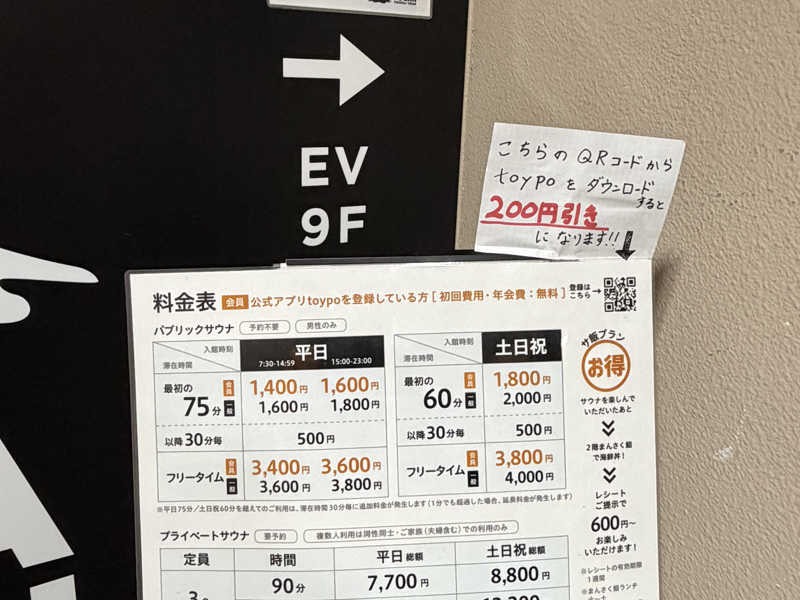 EV
9F
こちらのQRコードから
toypoをダウンロード
すると
200円引き
になります!!
料金表 会員 公式アプリtoypoを登録している方［初回費用・年会費：無料］
登録は
こちら→
パブリックサウナ 予約不要 男性のみ
入館時刻
滞在時間
平日
7:30-14:59 15:00-23:00
最初の
75分
会員 1,400円 1,600円
一般 1,600円 1,800円
以降30分毎 500円
フリータイム
会員 3,400円 3,600円
一般 3,600円 3,800円
入館時刻
滞在時間
土日祝
最初の
60分
会員 1,800円
一般 2,000円
以降30分毎 500円
フリータイム
会員 3,800円
一般 4,000円
※平日75分/土日祝60分を超えてのご利用は、滞在時間30分毎に追加料金が発生します（1分でも超過した場合、延長料金が発生します）
サ飯プラン
お得
サウナを楽しんで
いただいたあと
2階まんさく鮨
で海鮮丼！
レシート
ご提示で
600円〜
お楽しみ
いただけます！
※レシートの有効期限
1週間
※まんさく鮨ランチ
プライベートサウナ 要予約 複数人利用は同性同士・ご家族（夫婦含む）での利用のみ
定員 時間 平日総額 土日祝総額
90分 7,700円 8,800円